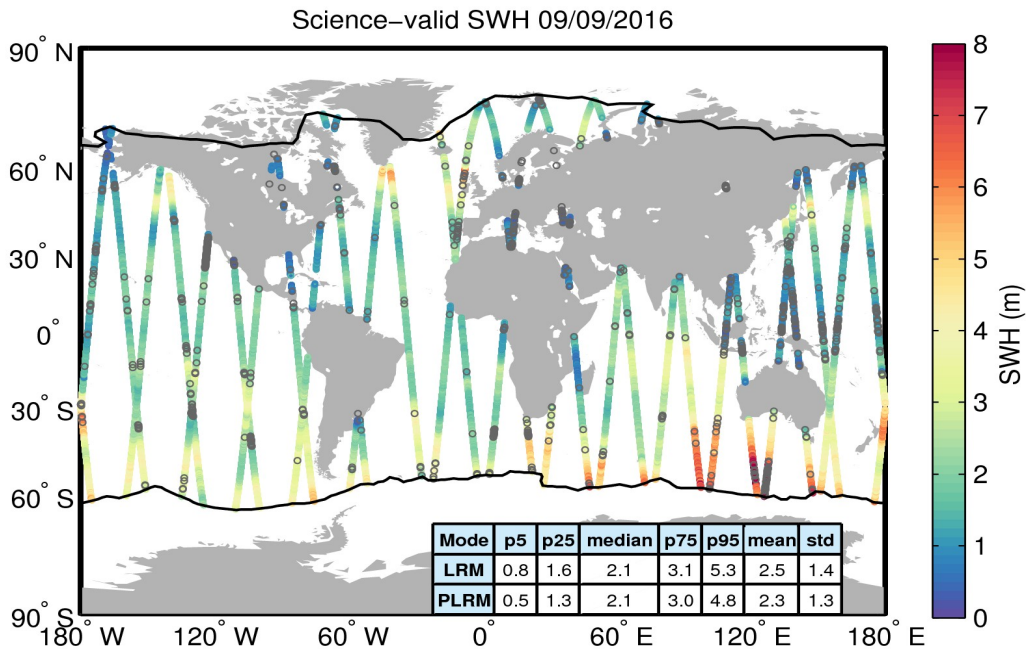 Science−valid SWH 09/09/2016
90° N
60° N
30° N
0°
30° S
60° S
90° S
180° W
120° W
60° W
0°
60° E
120° E
180° E
Mode p5 p25 median p75 p95 mean std
LRM 0.8 1.6 2.1 3.1 5.3 2.5 1.4
PLRM 0.5 1.3 2.1 3.0 4.8 2.3 1.3
8
7
6
5
4
3
2
1
0
SWH (m)